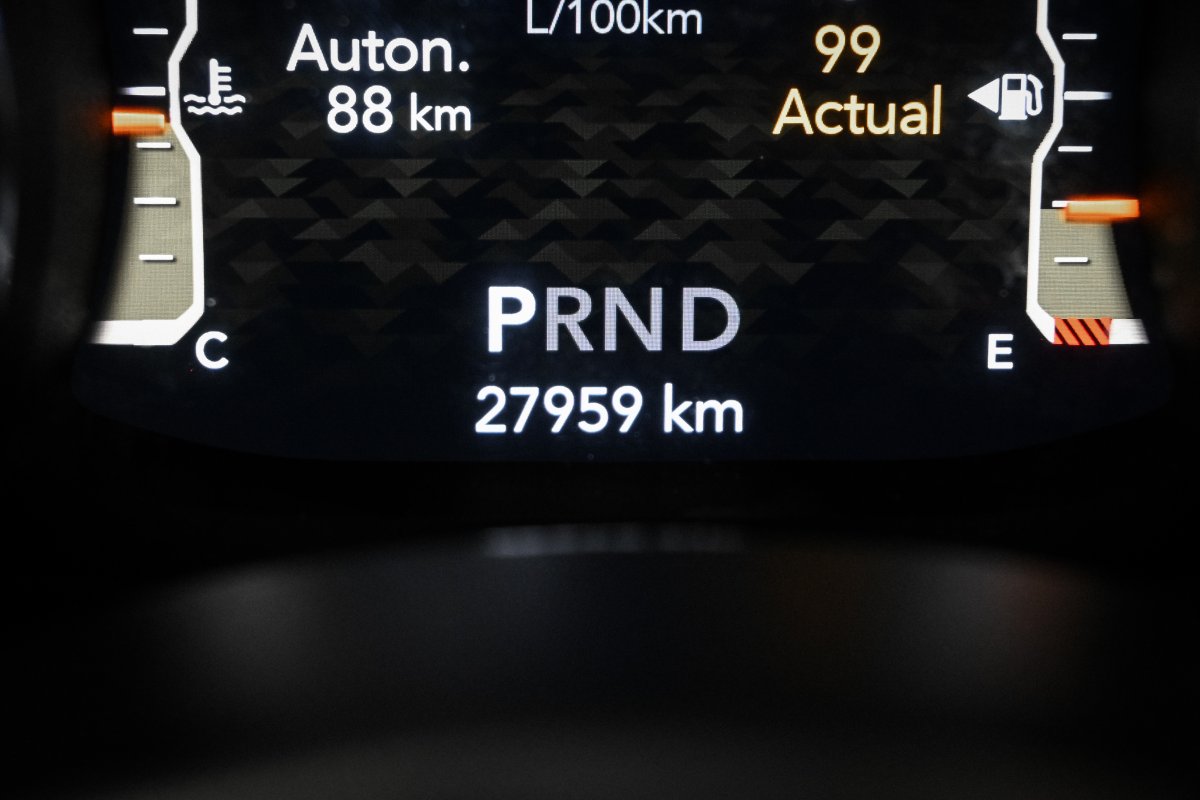 L/100km
Auton.
88 km
99
Actual
PRND
27959 km
C
E